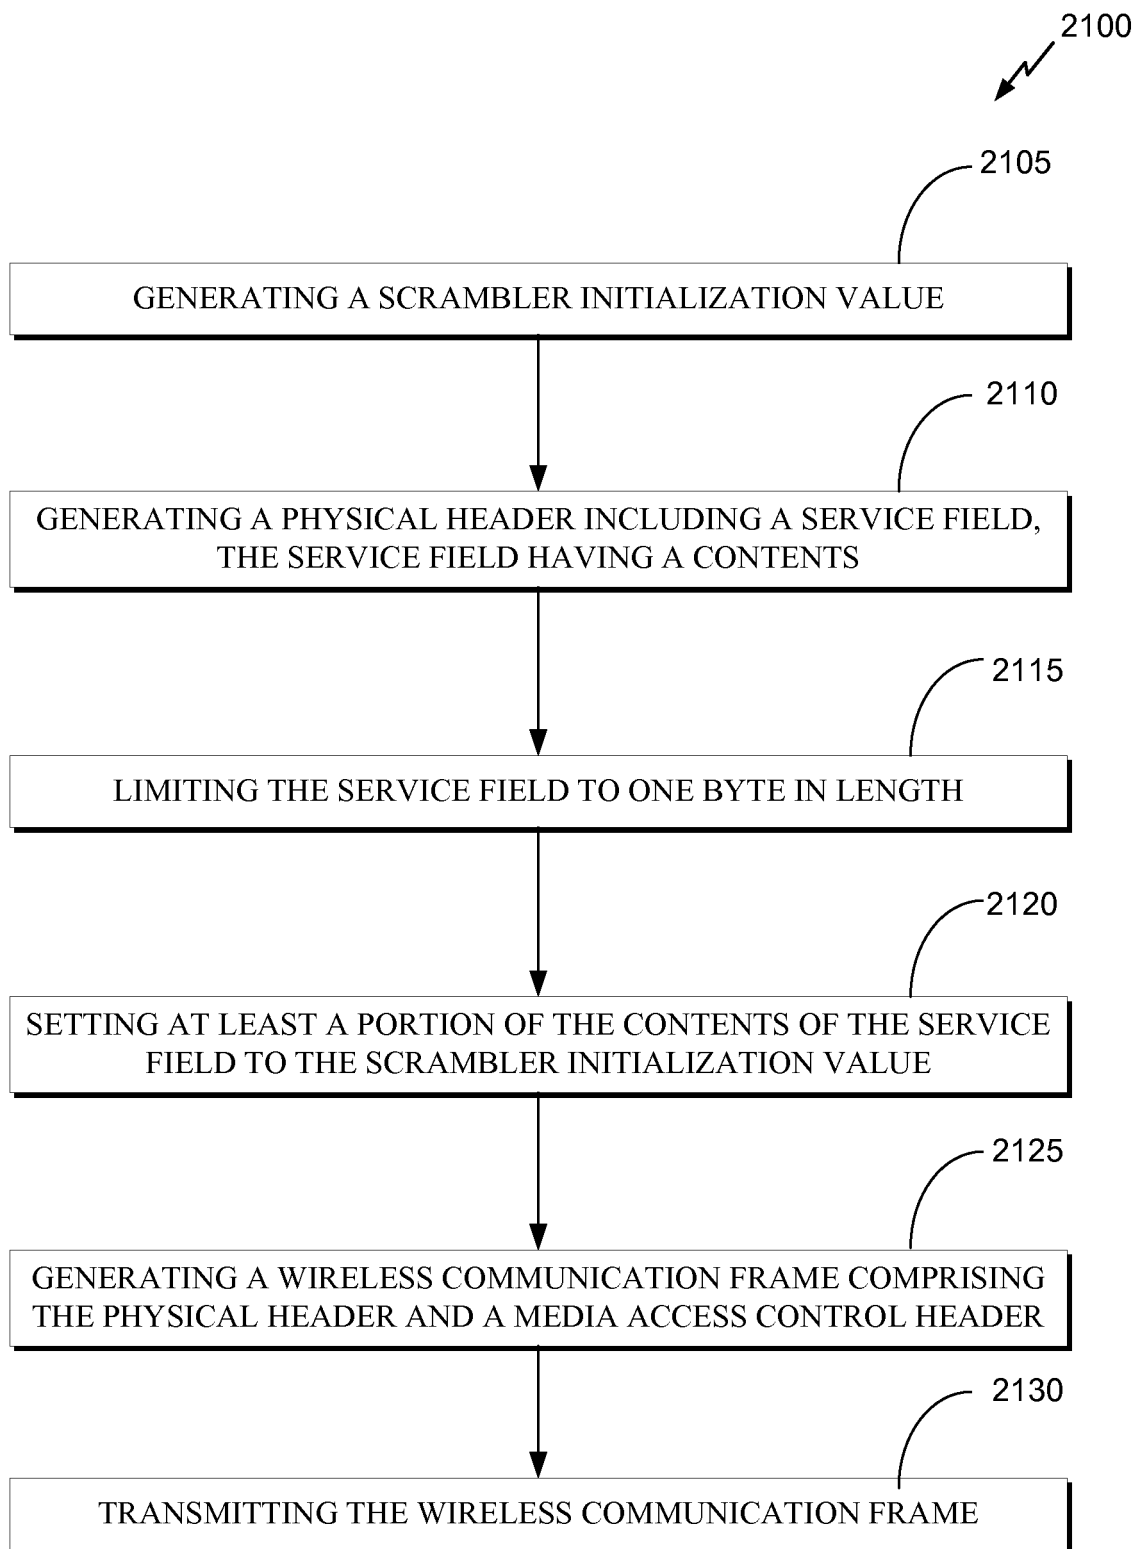 2100
2105
GENERATING A SCRAMBLER INITIALIZATION VALUE
2110
GENERATING A PHYSICAL HEADER INCLUDING A SERVICE FIELD,
THE SERVICE FIELD HAVING A CONTENTS
2115
LIMITING THE SERVICE FIELD TO ONE BYTE IN LENGTH
2120
SETTING AT LEAST A PORTION OF THE CONTENTS OF THE SERVICE
FIELD TO THE SCRAMBLER INITIALIZATION VALUE
2125
GENERATING A WIRELESS COMMUNICATION FRAME COMPRISING
THE PHYSICAL HEADER AND A MEDIA ACCESS CONTROL HEADER
2130
TRANSMITTING THE WIRELESS COMMUNICATION FRAME